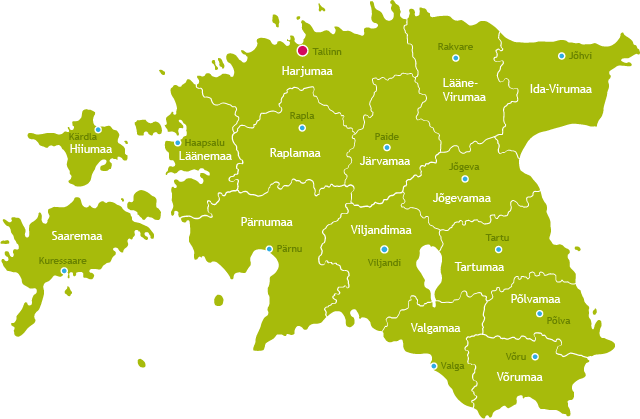 Tallinn
Harjumaa
Rakvare
Lääne-
Virumaa
Jõhvi
Ida-Virumaa
Kärdla
Hiiumaa
Haapsalu
Läänemaa
Rapla
Raplamaa
Paide
Järvamaa
Jõgeva
Jõgevamaa
Saaremaa
Kuressaare
Pärnumaa
Pärnu
Viljandimaa
Viljandi
Tartu
Tartumaa
Põlvamaa
Põlva
Valgamaa
Valga
Võru
Võrumaa